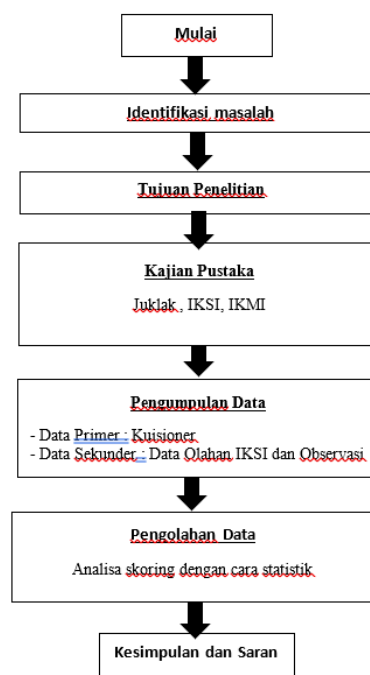 Mulai
Identifikasi masalah
Tujuan Penelitian
Kajian Pustaka
Juklak , IKSI, IKMI
Pengumpulan Data
- Data Primer : Kuisioner
- Data Sekunder : Data Olahan IKSI dan Observasi
Pengolahan Data
Analisa skoring dengan cara statistik
Kesimpulan dan Saran